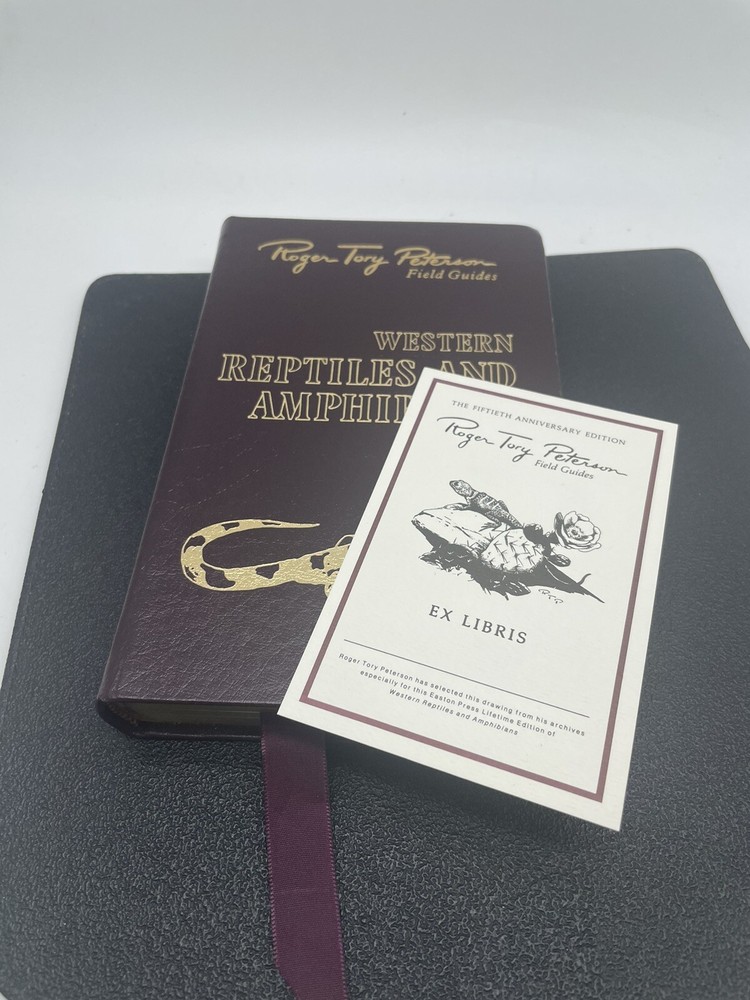 Roger Tory Peterson
Field Guides
WESTERN
REPTILES AND
THE FIFTIETH ANNIVERSARY EDITION
Roger Tory Peterson
Field Guides
RTP
EX LIBRIS
Roger Tory Peterson has selected this drawing from his archives
especially for this Easton Press Lifetime Edition of
Western Reptiles and Amphibians